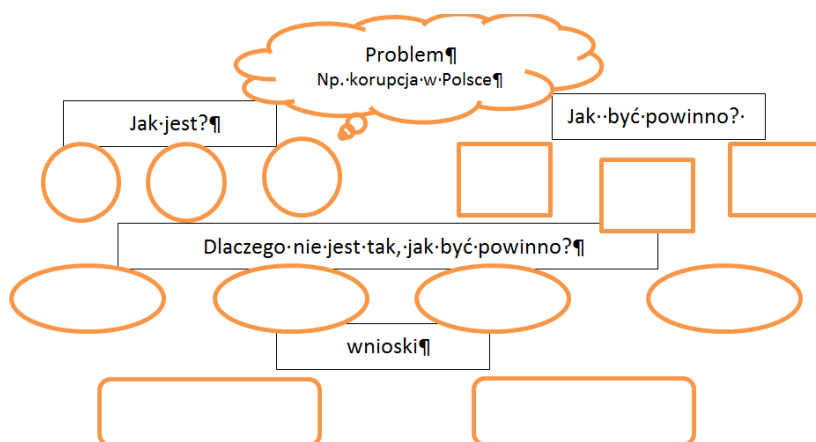 Problem¶
Np.·korupcja·w·Polsce¶
Jak·jest?¶
Jak··być·powinno?·
Dlaczego·nie·jest·tak,·jak·być·powinno?¶
wnioski¶